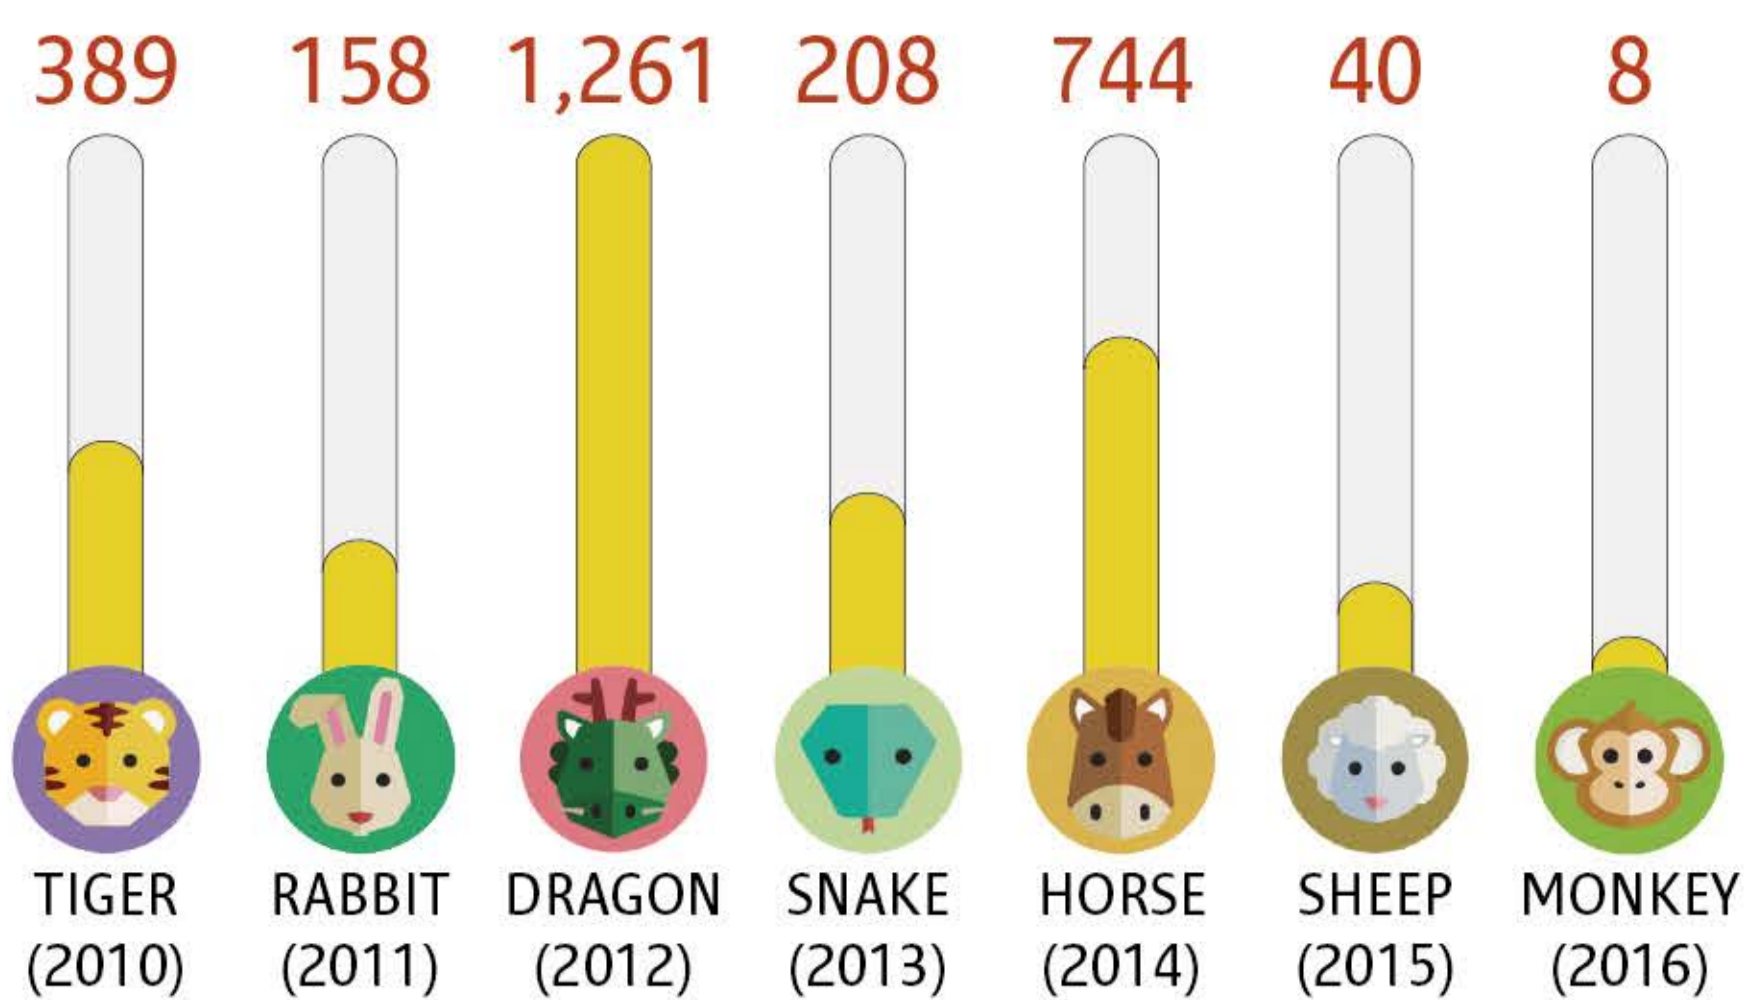 389 158 1,261 208 744 40 8
TIGER RABBIT DRAGON SNAKE HORSE SHEEP MONKEY
(2010) (2011) (2012) (2013) (2014) (2015) (2016)